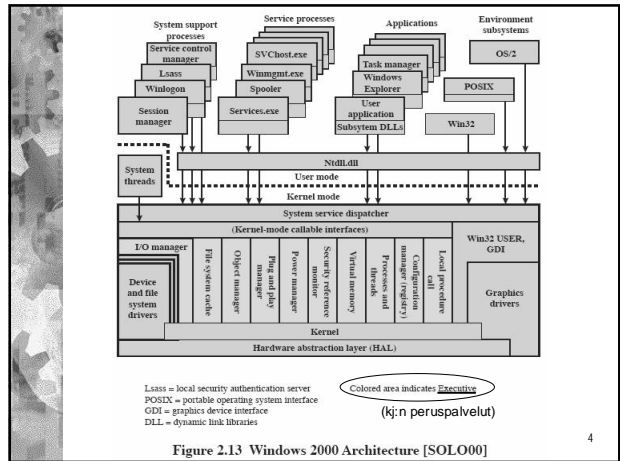 System support
processes
Service processes
Applications
Environment
subsystems
Service control
manager
Lsass
Winlogon
Session
manager
SVChost.exe
Winmgmt.exe
Spooler
Services.exe
Task manager
Windows
Explorer
User
application
Subsytem DLLs
OS/2
POSIX
Win32
System
threads
Ntdll.dll
User mode
Kernel mode
System service dispatcher
(Kernel-mode callable interfaces)
I/O manager
Device
and file
system
drivers
File system cache
Object manager
Plug and play
manager
Power manager
Security reference
monitor
Virtual memory
Processes and
threads
Configuration
manager (registry)
Local procedure
call
Win32 USER,
GDI
Graphics
drivers
Kernel
Hardware abstraction layer (HAL)
Lsass = local security authentication server
POSIX = portable operating system interface
GDI = graphics device interface
DLL = dynamic link libraries
Colored area indicates Executive
(kj:n peruspalvelut)
Figure 2.13 Windows 2000 Architecture [SOLO00]
4